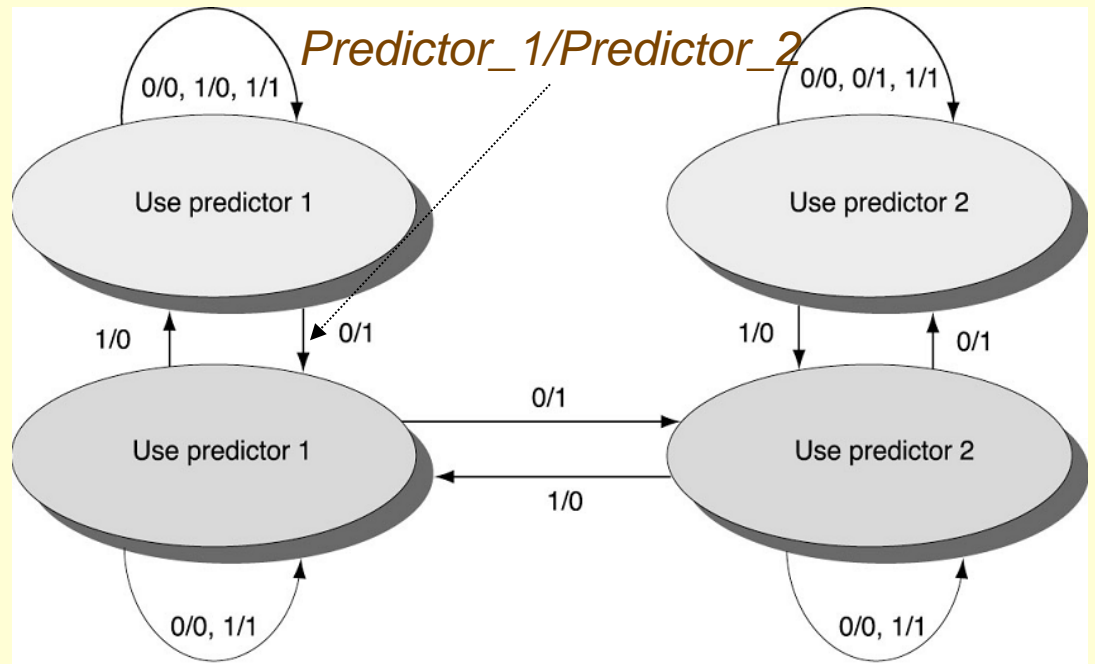 Predictor_1/Predictor_2
0/0, 1/0, 1/1
0/0, 0/1, 1/1
Use predictor 1
Use predictor 2
1/0
0/1
1/0
0/1
0/1
Use predictor 1
Use predictor 2
1/0
0/0, 1/1
0/0, 1/1